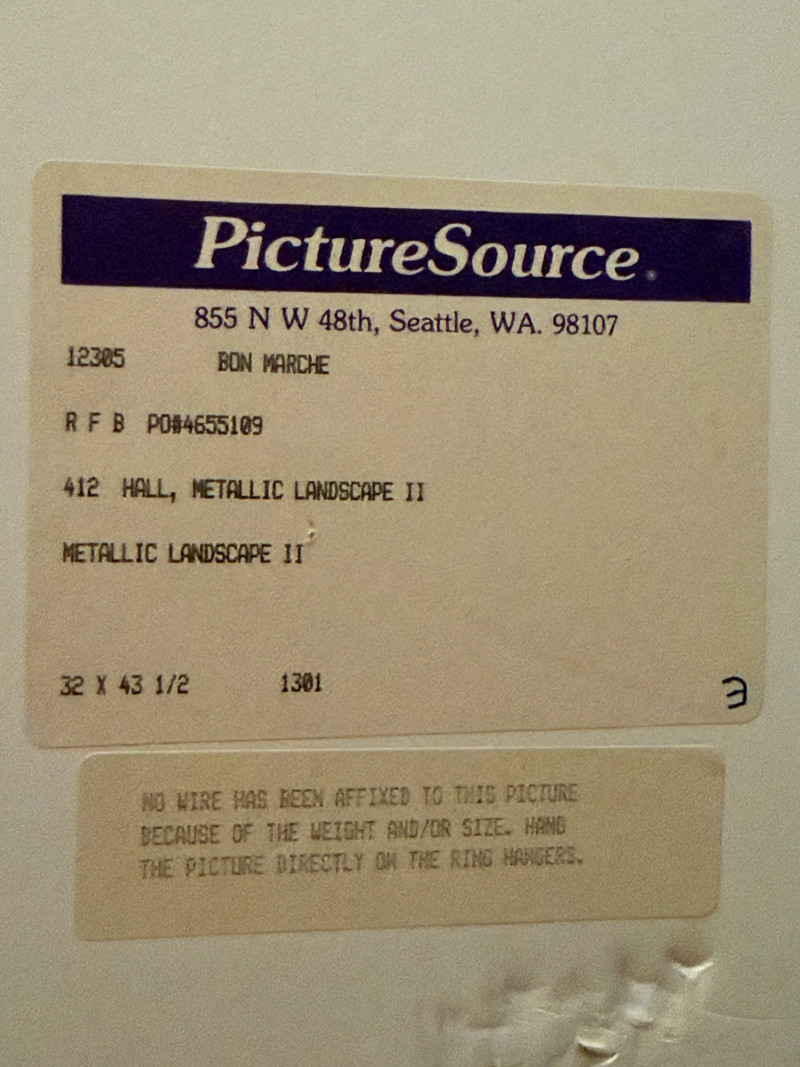 PictureSource®
855 N W 48th, Seattle, WA. 98107
12305 BON MARCHE
R F B PO#4655109
412 HALL, METALLIC LANDSCAPE II
METALLIC LANDSCAPE II
32 X 43 1/2 1301
NO WIRE HAS BEEN AFFIXED TO THIS PICTURE
BECAUSE OF THE WEIGHT AND/OR SIZE. HANG
THE PICTURE DIRECTLY ON THE RING HANGERS.